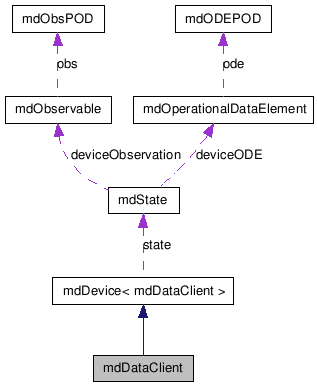 mdObsPOD
mdODEPOD
obs
ode
mdObservable
mdOperationalDataElement
deviceObservation
deviceODE
mdState
state
mdDevice< mdDataClient >
mdDataClient